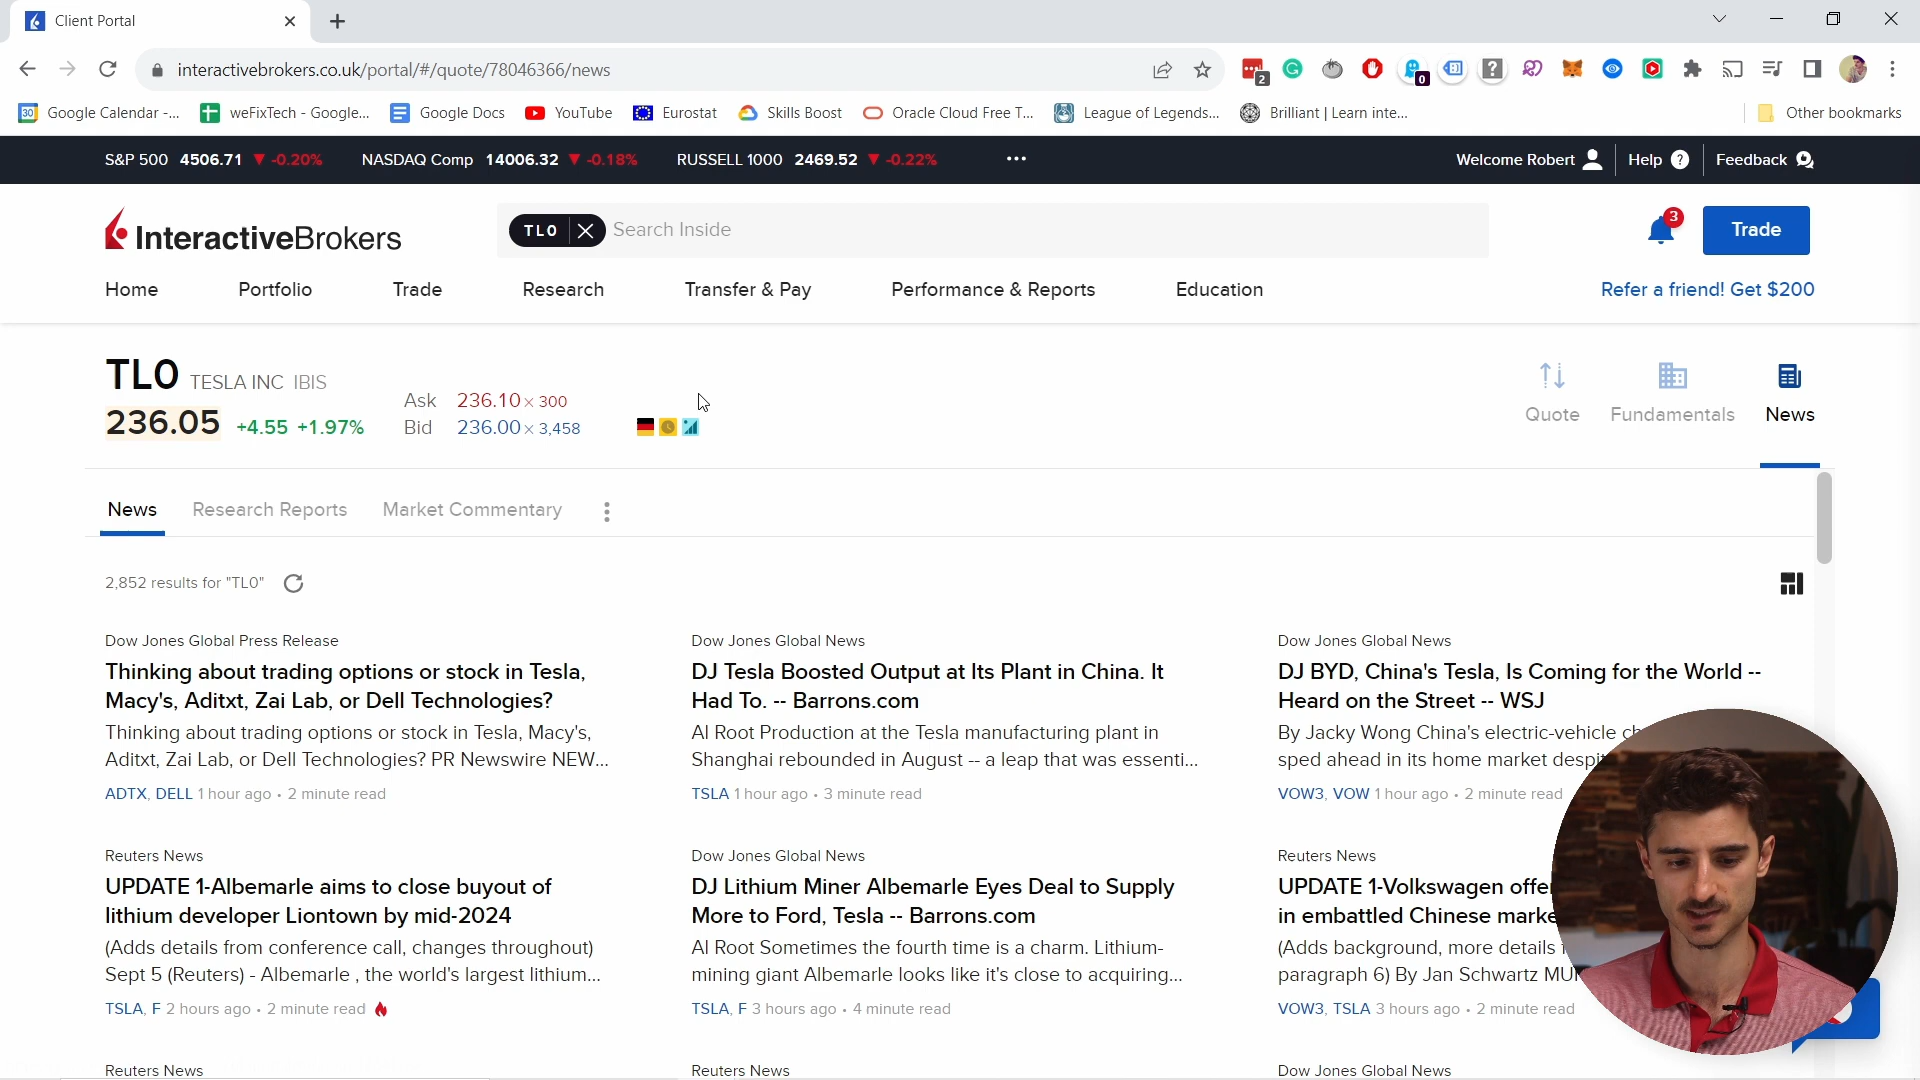 Client Portal
interactivebrokers.co.uk/portal/#/quote/78046366/news
2
0
30 Google Calendar -...
weFixTech - Google...
Google Docs
YouTube
Eurostat
Skills Boost
Oracle Cloud Free T...
League of Legends...
Brilliant | Learn inte...
Other bookmarks
S&P 500 4506.71 ▼ -0.20%
NASDAQ Comp 14006.32 ▼ -0.18%
RUSSELL 1000 2469.52 ▼ -0.22%
•••
Welcome Robert
Help ?
Feedback
InteractiveBrokers
TL0
Search Inside
3
Trade
Home
Portfolio
Trade
Research
Transfer & Pay
Performance & Reports
Education
Refer a friend! Get $200
TL0 TESLA INC IBIS
236.05 +4.55 +1.97%
Ask 236.10 × 300
Bid 236.00 × 3,458
Quote
Fundamentals
News
News
Research Reports
Market Commentary
2,852 results for "TL0"
Dow Jones Global Press Release
Thinking about trading options or stock in Tesla,
Macy's, Aditxt, Zai Lab, or Dell Technologies?
Thinking about trading options or stock in Tesla, Macy's,
Aditxt, Zai Lab, or Dell Technologies? PR Newswire NEW...
ADTX, DELL 1 hour ago • 2 minute read
Dow Jones Global News
DJ Tesla Boosted Output at Its Plant in China. It
Had To. -- Barrons.com
Al Root Production at the Tesla manufacturing plant in
Shanghai rebounded in August -- a leap that was essenti...
TSLA 1 hour ago • 3 minute read
Dow Jones Global News
DJ BYD, China's Tesla, Is Coming for the World --
Heard on the Street -- WSJ
By Jacky Wong China's electric-vehicle
sped ahead in its home market
VOW3, VOW 1 hour ago • 2 minute read
Reuters News
UPDATE 1-Albemarle aims to close buyout of
lithium developer Liontown by mid-2024
(Adds details from conference call, changes throughout)
Sept 5 (Reuters) - Albemarle , the world's largest lithium...
TSLA, F 2 hours ago • 2 minute read
Dow Jones Global News
DJ Lithium Miner Albemarle Eyes Deal to Supply
More to Ford, Tesla -- Barrons.com
Al Root Sometimes the fourth time is a charm. Lithium-
mining giant Albemarle looks like it's close to acquiring...
TSLA, F 3 hours ago • 4 minute read
Reuters News
UPDATE 1-Volkswagen
in embattled Chinese
(Adds background, more details
paragraph 6) By Jan Schwartz
VOW3, TSLA 3 hours ago • 2 minute read
Reuters News
Reuters News
Dow Jones Global News